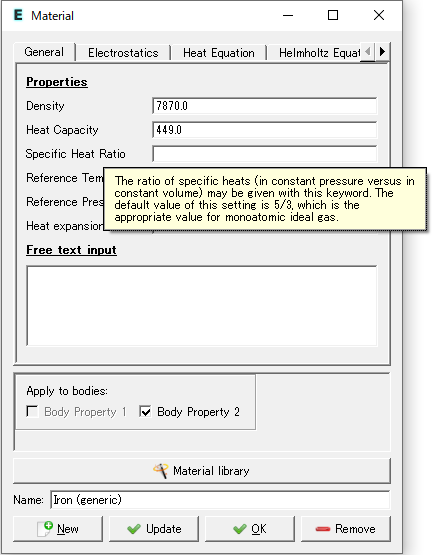 Material
General
Electrostatics
Heat Equation
Helmholtz Equat
Properties
Density
7870.0
Heat Capacity
449.0
Specific Heat Ratio
Reference Tem
Reference Pres
Heat expansion
The ratio of specific heats (in constant pressure versus in
constant volume) may be given with this keyword. The
default value of this setting is 5/3, which is the
appropriate value for monoatomic ideal gas.
Free text input
Apply to bodies:
Body Property 1
Body Property 2
Material library
Name:
Iron (generic)
New
Update
OK
Remove